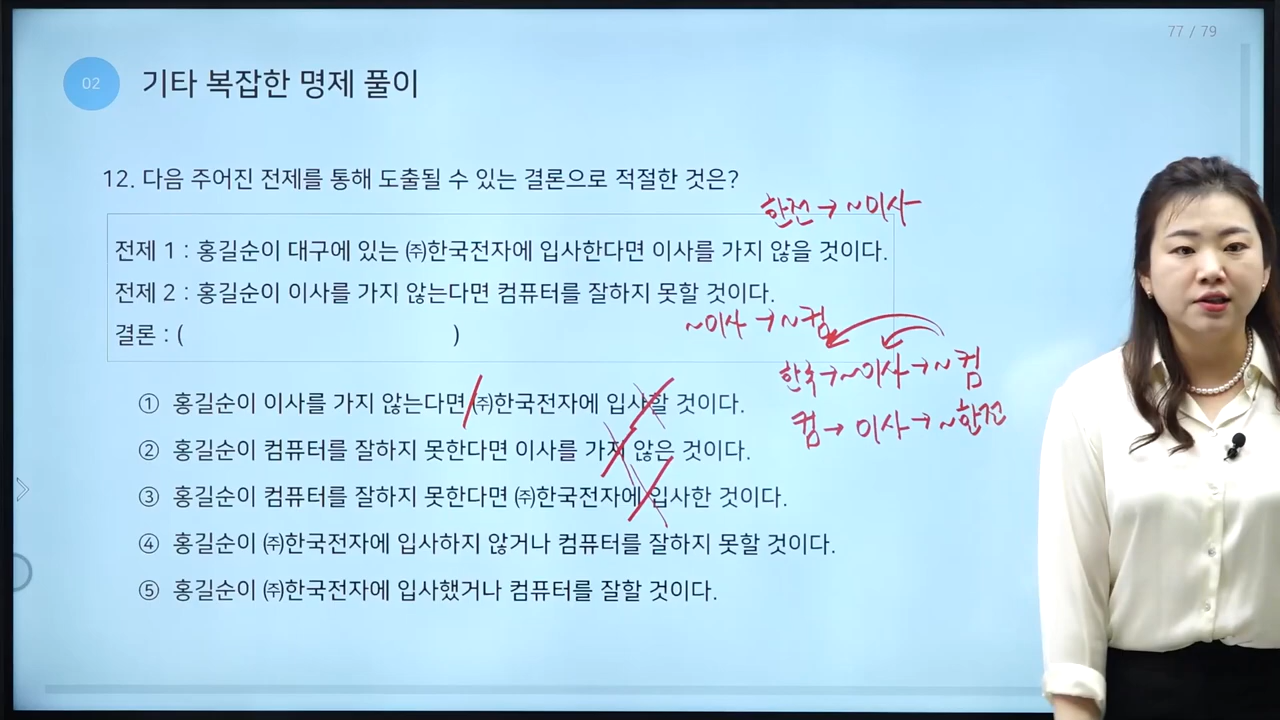 77 / 79
02
기타 복잡한 명제 풀이
12. 다음 주어진 전제를 통해 도출될 수 있는 결론으로 적절한 것은?
한전 → ~이사
전제 1 : 홍길순이 대구에 있는 ㈜한국전자에 입사한다면 이사를 가지 않을 것이다.
전제 2 : 홍길순이 이사를 가지 않는다면 컴퓨터를 잘하지 못할 것이다.
~이사 → ~컴
결론 : ( )
한국→~이사→~컴
① 홍길순이 이사를 가지 않는다면 ㈜한국전자에 입사할 것이다.
컴→ 이사→~한전
② 홍길순이 컴퓨터를 잘하지 못한다면 이사를 가지 않은 것이다.
③ 홍길순이 컴퓨터를 잘하지 못한다면 ㈜한국전자에 입사한 것이다.
④ 홍길순이 ㈜한국전자에 입사하지 않거나 컴퓨터를 잘하지 못할 것이다.
⑤ 홍길순이 ㈜한국전자에 입사했거나 컴퓨터를 잘할 것이다.